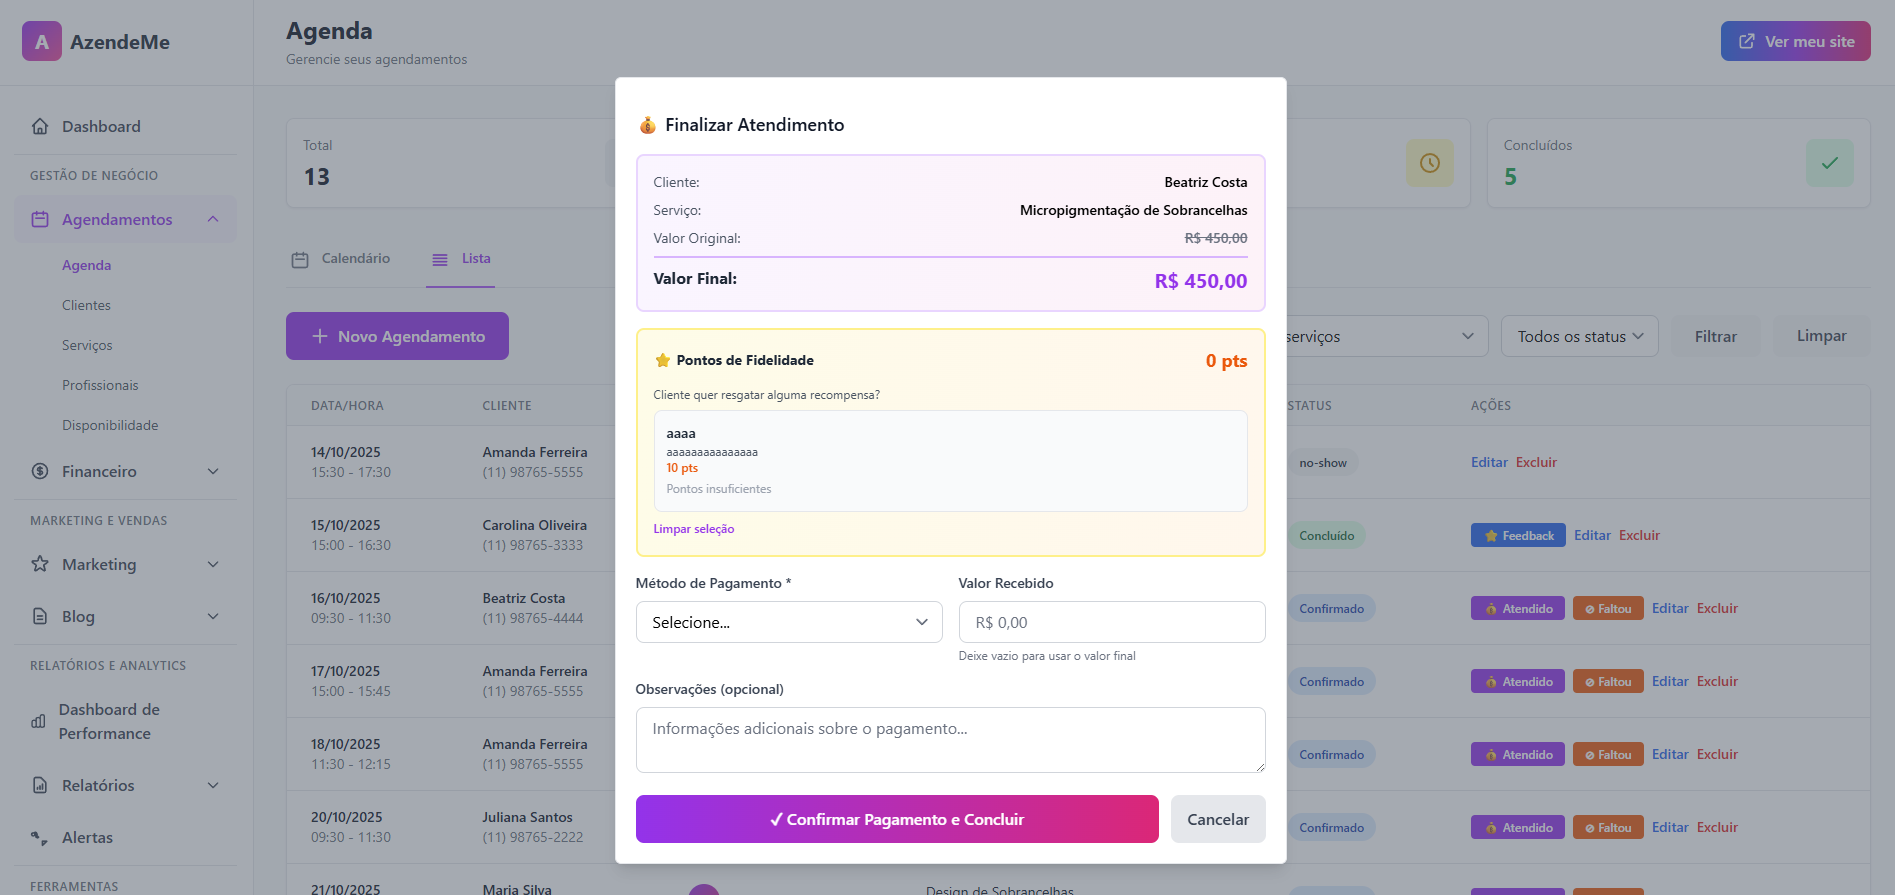 A AzendeMe
Dashboard
GESTÃO DE NEGÓCIO
Agendamentos
Agenda
Clientes
Serviços
Profissionais
Disponibilidade
Financeiro
MARKETING E VENDAS
Marketing
Blog
RELATÓRIOS E ANALYTICS
Dashboard de
Performance
Relatórios
Alertas
FERRAMENTAS
Agenda
Gerencie seus agendamentos
Ver meu site
Total
13
Concluídos
5
Calendário
Lista
Novo Agendamento
serviços
Todos os status
Filtrar
Limpar
DATA/HORA CLIENTE STATUS AÇÕES
14/10/2025 Amanda Ferreira
15:30 - 17:30 (11) 98765-5555
no-show Editar Excluir
15/10/2025 Carolina Oliveira
15:00 - 16:30 (11) 98765-3333
Concluído Feedback Editar Excluir
16/10/2025 Beatriz Costa
09:30 - 11:30 (11) 98765-4444
Confirmado Atendido Faltou Editar Excluir
17/10/2025 Amanda Ferreira
15:00 - 15:45 (11) 98765-5555
Confirmado Atendido Faltou Editar Excluir
18/10/2025 Amanda Ferreira
11:30 - 12:15 (11) 98765-5555
Confirmado Atendido Faltou Editar Excluir
20/10/2025 Juliana Santos
09:30 - 11:30 (11) 98765-2222
Confirmado Atendido Faltou Editar Excluir
21/10/2025 Maria Silva Design de Sobrancelhas
Finalizar Atendimento
Cliente: Beatriz Costa
Serviço: Micropigmentação de Sobrancelhas
Valor Original: R$ 450,00
Valor Final: R$ 450,00
Pontos de Fidelidade 0 pts
Cliente quer resgatar alguma recompensa?
aaaa
aaaaaaaaaaaaaaa
10 pts
Pontos insuficientes
Limpar seleção
Método de Pagamento * Valor Recebido
Selecione... R$ 0,00
Deixe vazio para usar o valor final
Observações (opcional)
Informações adicionais sobre o pagamento...
✓ Confirmar Pagamento e Concluir
Cancelar